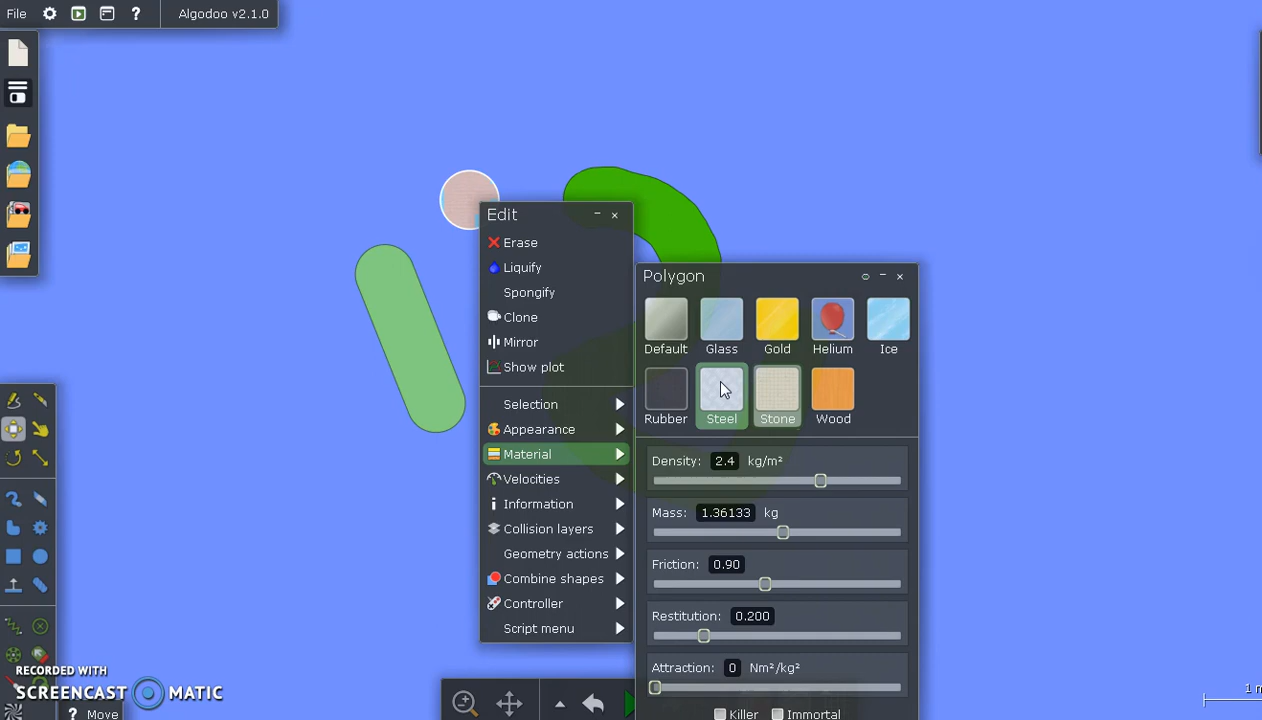 File ? Algodoo v2.1.0
Edit
Erase
Liquify
Spongify
Clone
Mirror
Show plot
Selection
Appearance
Material
Velocities
Information
Collision layers
Geometry actions
Combine shapes
Controller
Script menu
Polygon
Default Glass Gold Helium Ice
Rubber Steel Stone Wood
Density: 2.4 kg/m²
Mass: 1.36133 kg
Friction: 0.90
Restitution: 0.200
Attraction: 0 Nm²/kg²
Killer Immortal
RECORDED WITH
SCREENCAST MATIC
? Move
1 m